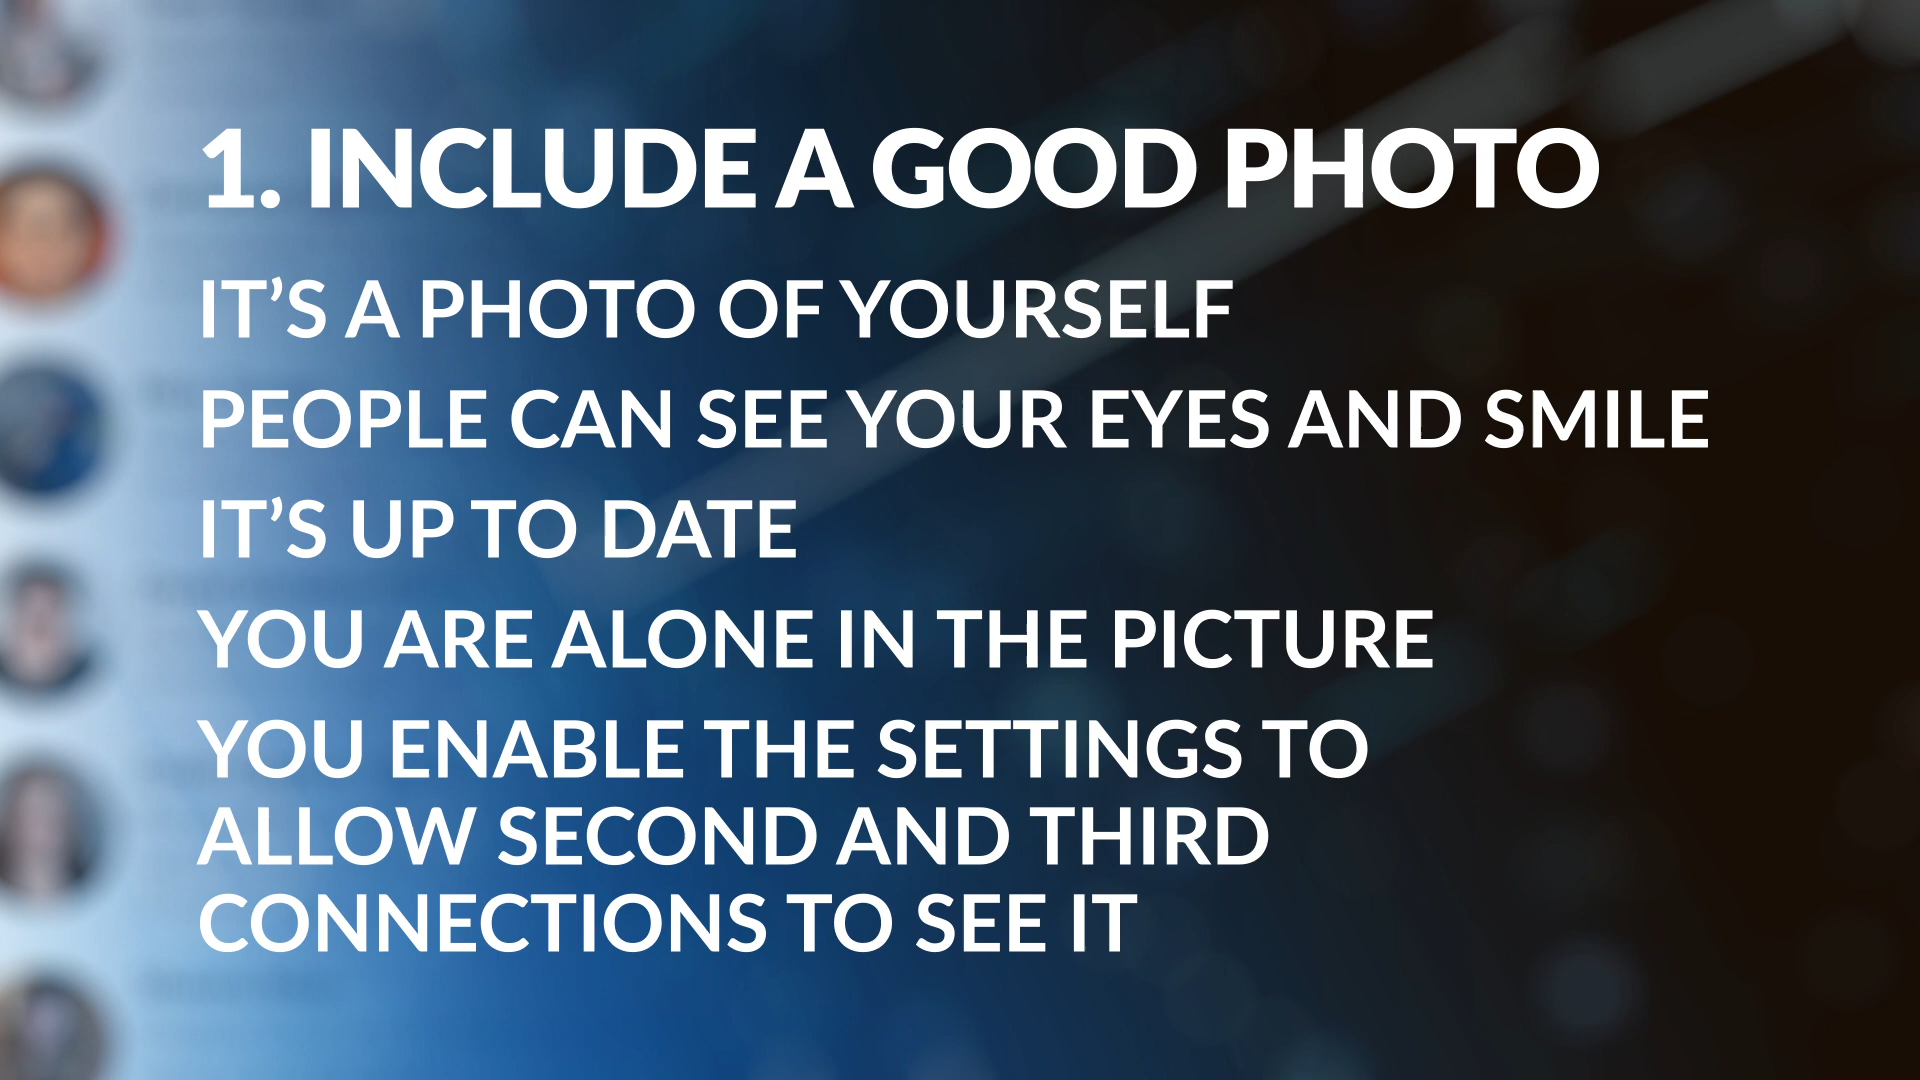 1. INCLUDE A GOOD PHOTO
IT’S A PHOTO OF YOURSELF
PEOPLE CAN SEE YOUR EYES AND SMILE
IT’S UP TO DATE
YOU ARE ALONE IN THE PICTURE
YOU ENABLE THE SETTINGS TO
ALLOW SECOND AND THIRD
CONNECTIONS TO SEE IT